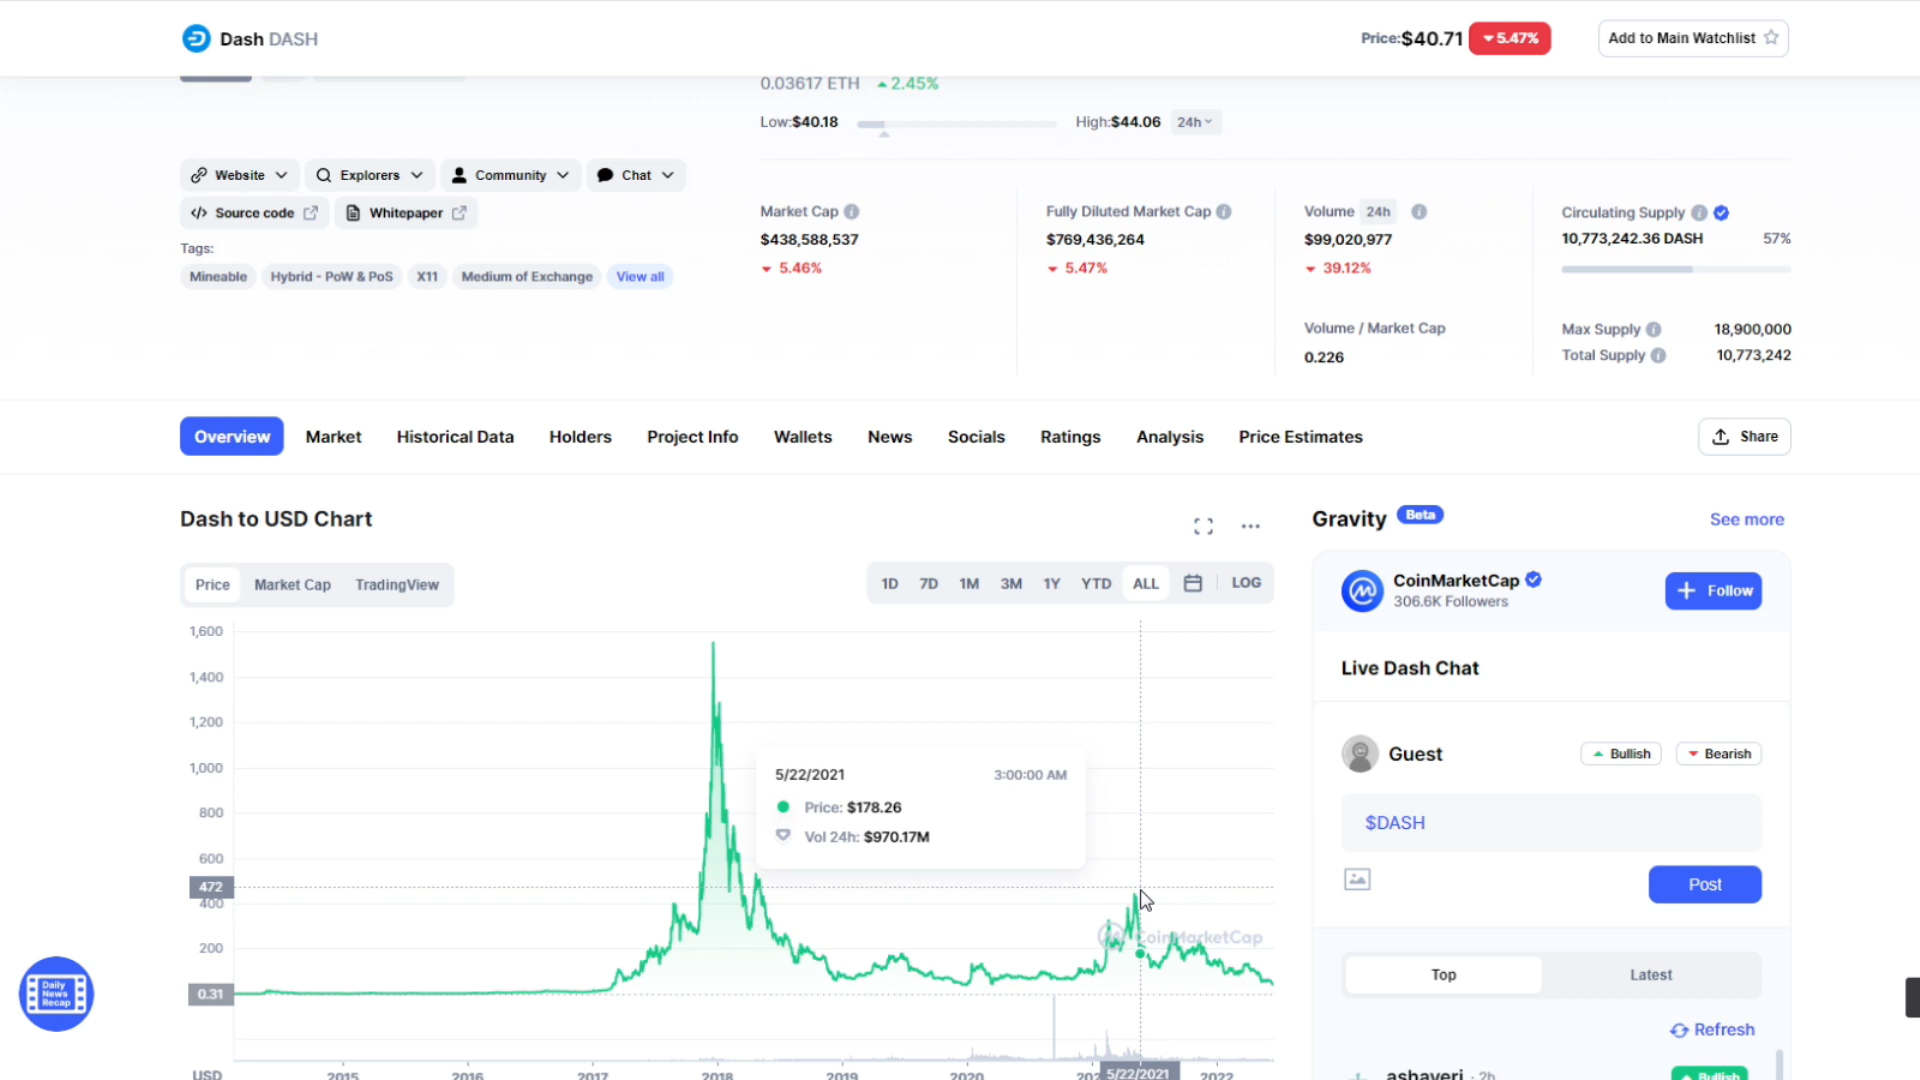 Dash DASH
Price:$40.71 5.47%
Add to Main Watchlist
0.03617 ETH 2.45%
Low:$40.18 High:$44.06 24h
Website Explorers Community Chat
Source code Whitepaper
Tags:
Mineable Hybrid - PoW & PoS X11 Medium of Exchange View all
Market Cap
$438,588,537
5.46%
Fully Diluted Market Cap
$769,436,264
5.47%
Volume 24h
$99,020,977
39.12%
Volume / Market Cap
0.226
Circulating Supply
10,773,242.36 DASH 57%
Max Supply 18,900,000
Total Supply 10,773,242
Overview Market Historical Data Holders Project Info Wallets News Socials Ratings Analysis Price Estimates Share
Dash to USD Chart
Price Market Cap TradingView
1D 7D 1M 3M 1Y YTD ALL LOG
1,600
1,400
1,200
1,000
800
600
472
400
200
0.31
5/22/2021 3:00:00 AM
Price: $178.26
Vol 24h: $970.17M
CoinMarketCap
USD 2015 2016 2017 2018 2019 2020 5/22/2021 2022
Gravity Beta See more
CoinMarketCap
306.6K Followers
Follow
Live Dash Chat
Guest Bullish Bearish
$DASH
Post
Top Latest
Refresh
ashaveri · 2h Bullish
Daily
News
Recap